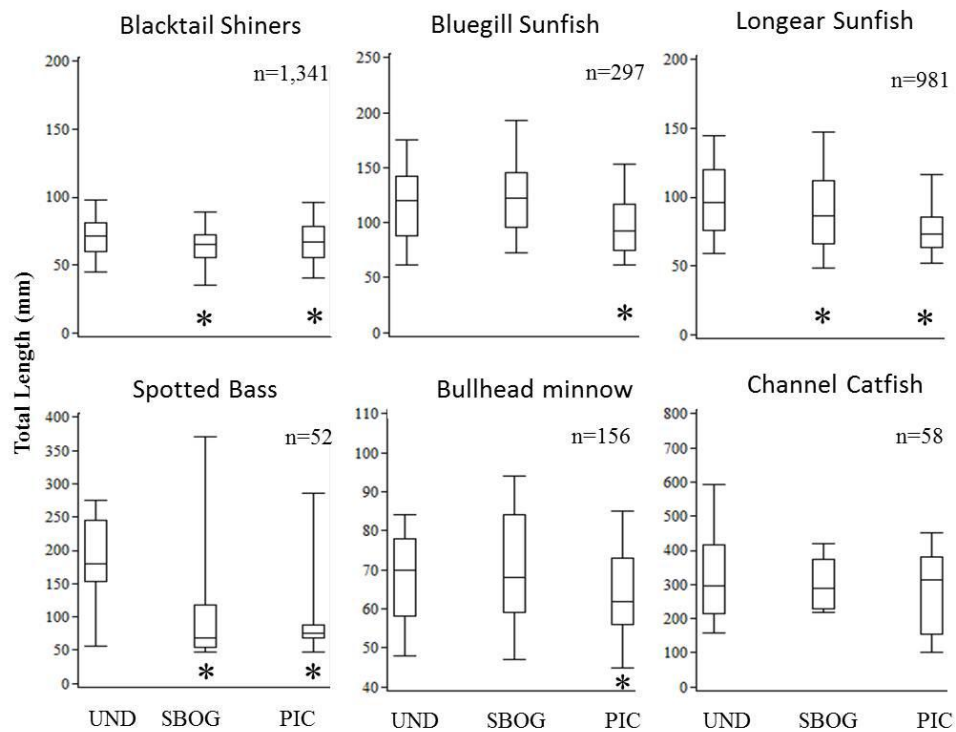 Blacktail Shiners
Bluegill Sunfish
Longear Sunfish
200
150
100
50
0
n=1,341
* *
250
200
150
100
50
0
n=297
*
200
150
100
50
0
n=981
* *
Total Length (mm)
Spotted Bass
Bullhead minnow
Channel Catfish
400
350
300
250
200
150
100
50
0
n=52
* *
110
100
90
80
70
60
50
40
n=156
*
800
700
600
500
400
300
200
100
0
n=58
UND SBOG PIC
UND SBOG PIC
UND SBOG PIC